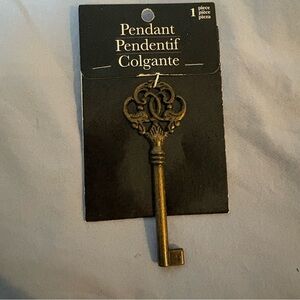 Pendant
Pendentif
Colgante
1 piece
pièce
pieza